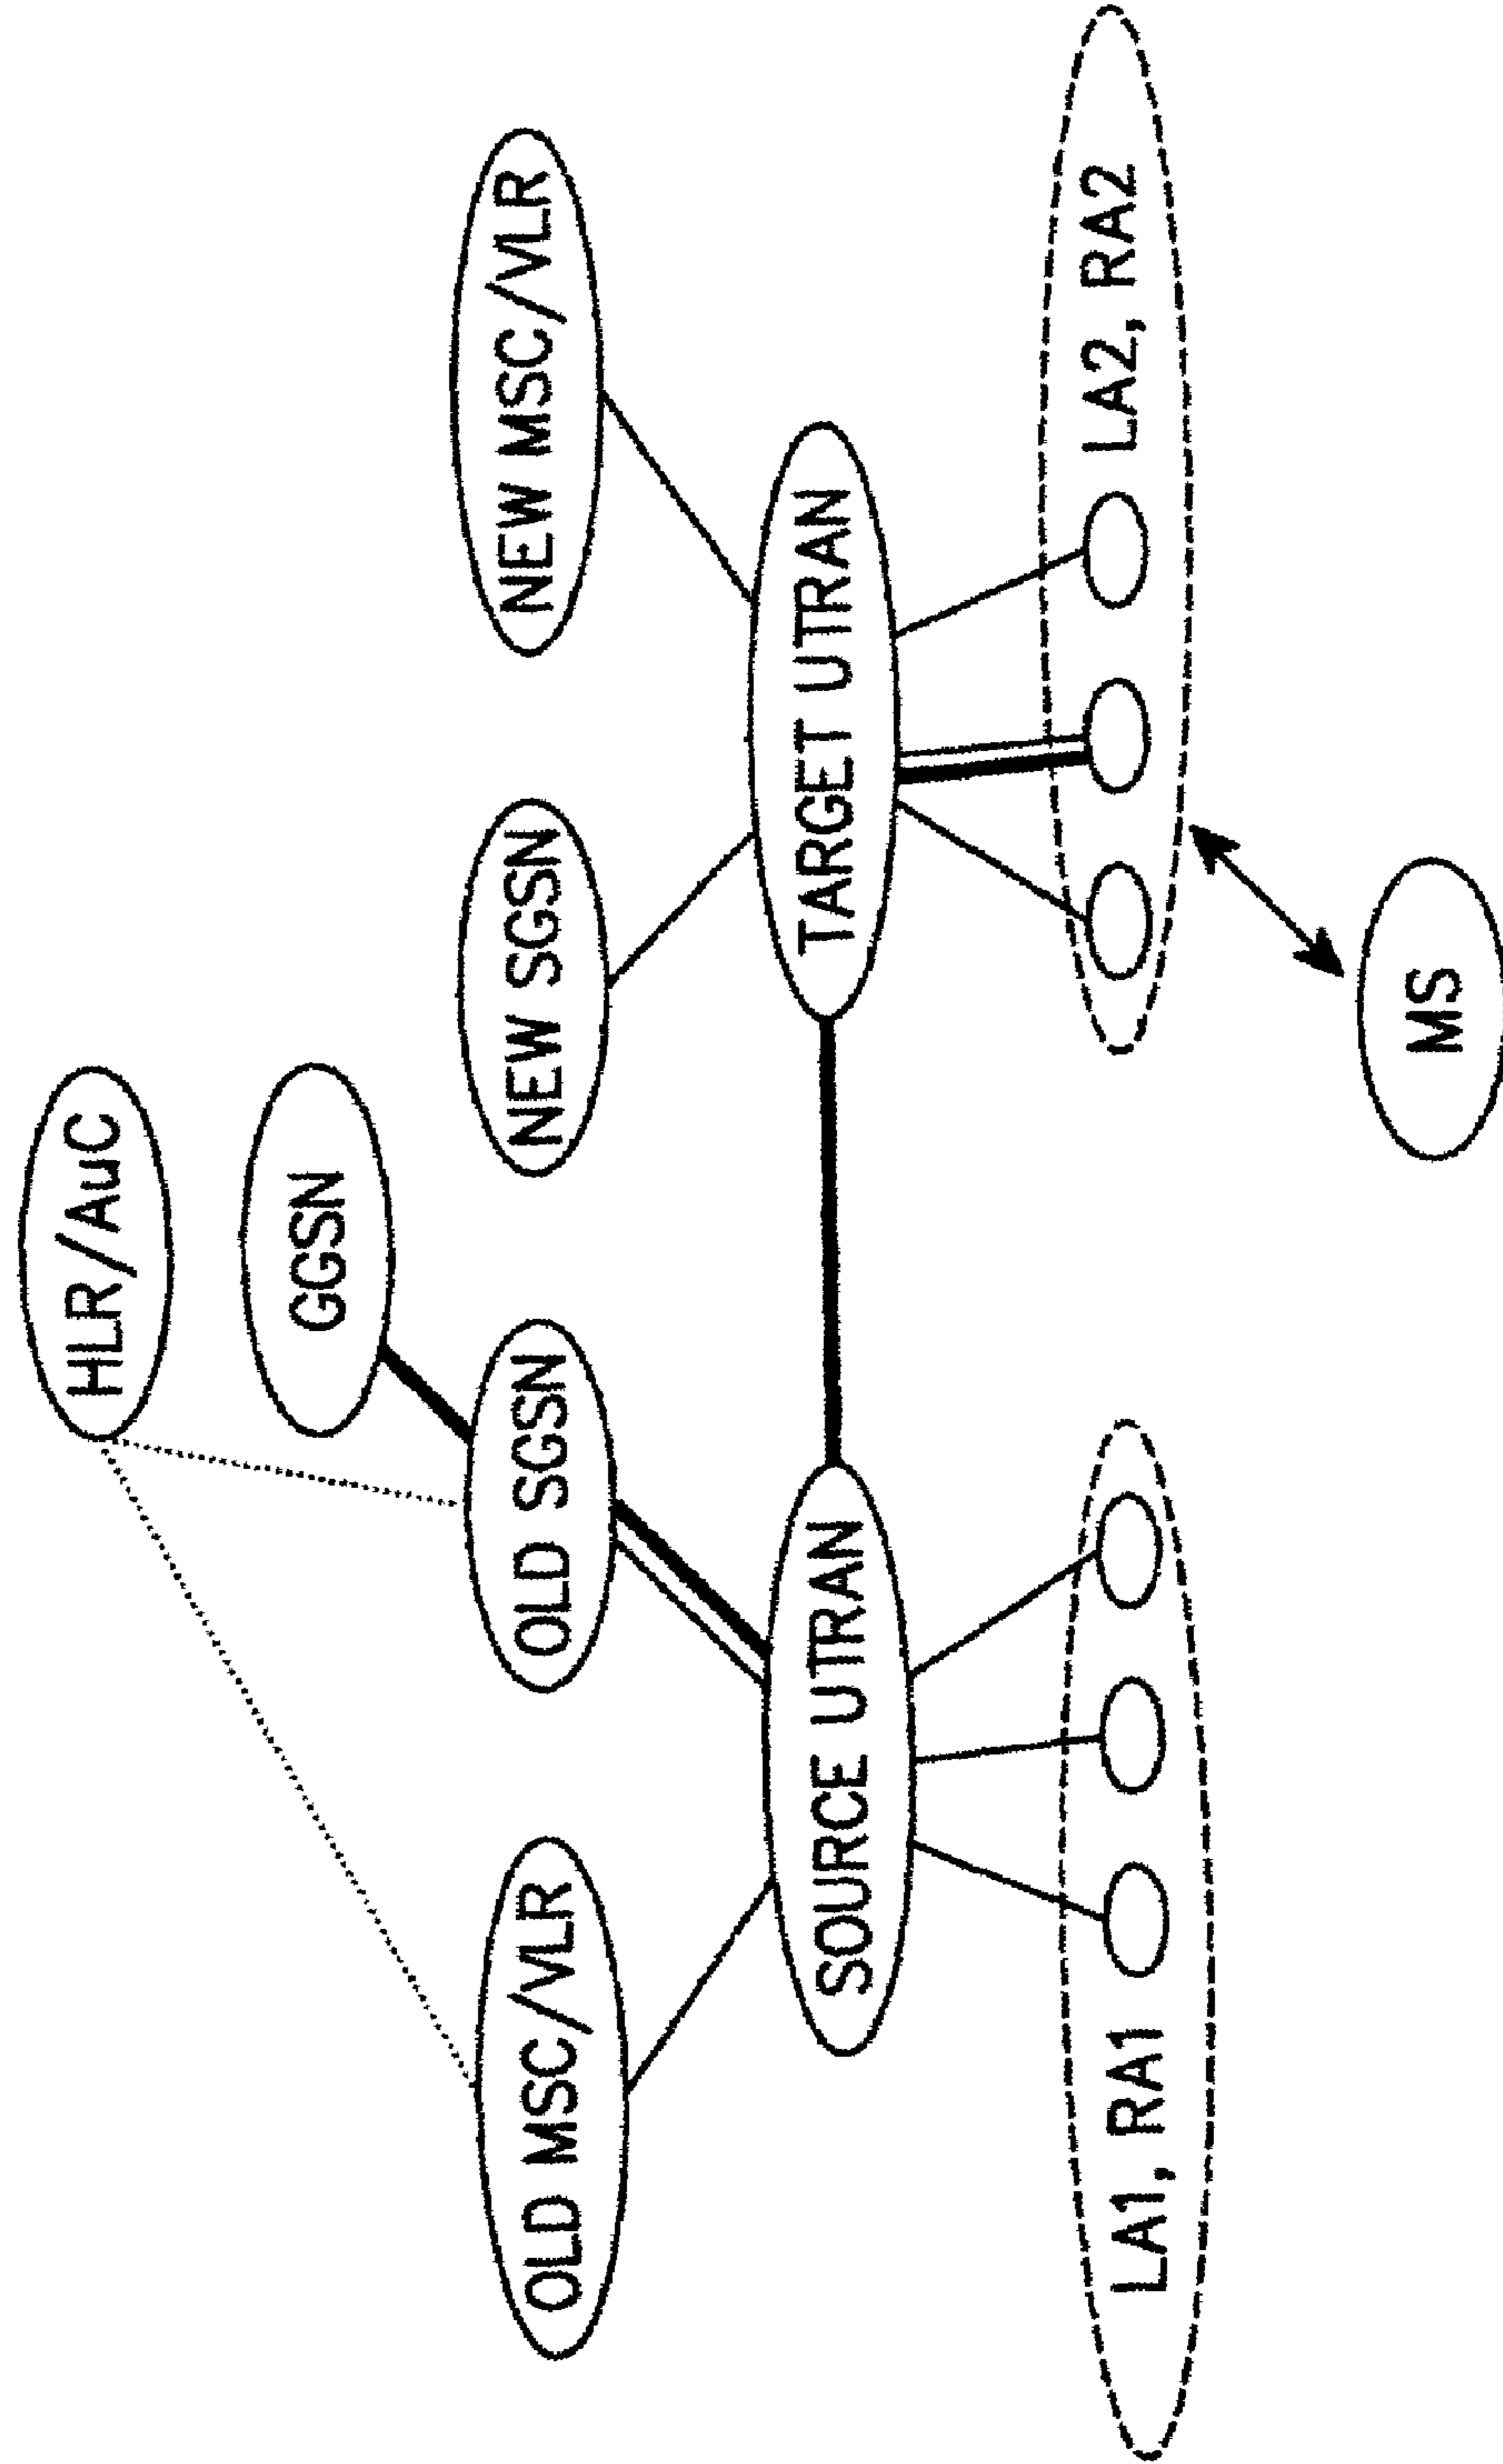 HLR/AuC
GGSN
OLD MSC/VLR
OLD SGSN
NEW SGSN
NEW MSC/VLR
SOURCE UTRAN
TARGET UTRAN
LA1, RA1
LA2, RA2
MS